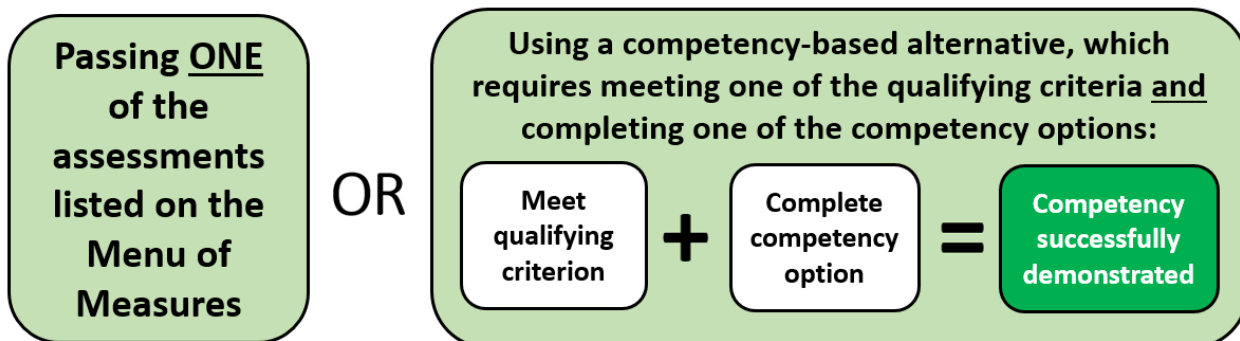 Passing ONE
of the
assessments
listed on the
Menu of
Measures
OR
Using a competency-based alternative, which
requires meeting one of the qualifying criteria and
completing one of the competency options:
Meet
qualifying
criterion
+
Complete
competency
option
=
Competency
successfully
demonstrated